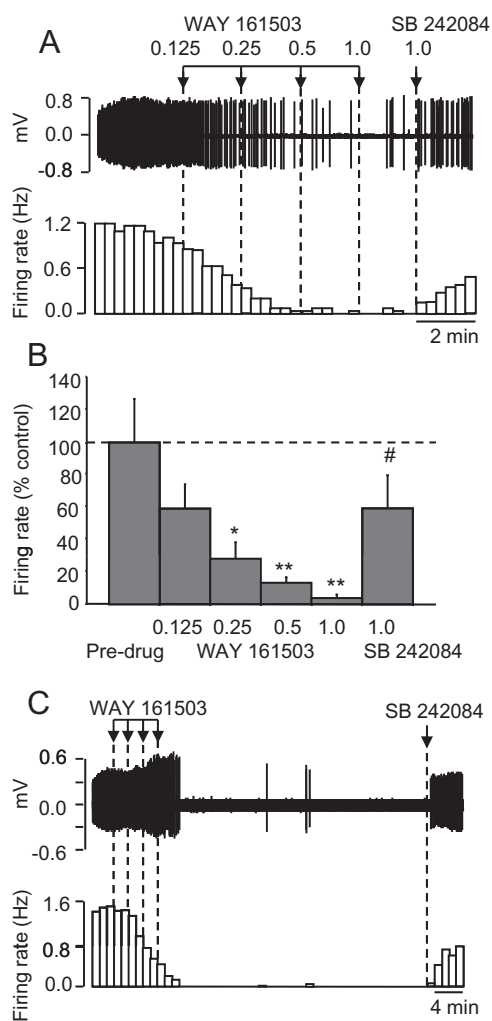 A
WAY 161503 SB 242084
0.125 0.25 0.5 1.0 1.0
0.8
0.0
-0.8
mV
1.2
0.6
0.0
Firing rate (Hz)
2 min
B
140
120
100
80
60
40
20
0
Firing rate (% control)
* ** ** #
0.125 0.25 0.5 1.0 1.0
Pre-drug WAY 161503 SB 242084
C
WAY 161503 SB 242084
0.6
0.0
-0.6
mV
1.6
0.8
0.0
Firing rate (Hz)
4 min